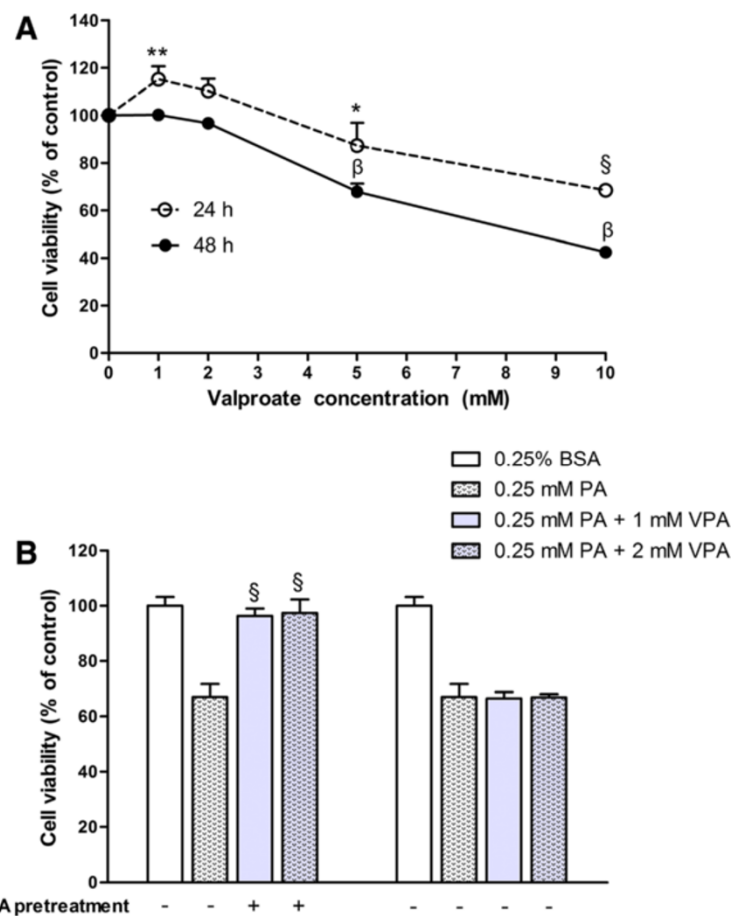 A
140
120
100
80
60
40
20
0
Cell viability (% of control)
**
*
§
β
β
24 h
48 h
0 1 2 3 4 5 6 7 8 9 10
Valproate concentration (mM)
0.25% BSA
0.25 mM PA
0.25 mM PA + 1 mM VPA
0.25 mM PA + 2 mM VPA
B
120
100
80
60
40
20
0
Cell viability (% of control)
§ §
A pretreatment - - + + - - - -